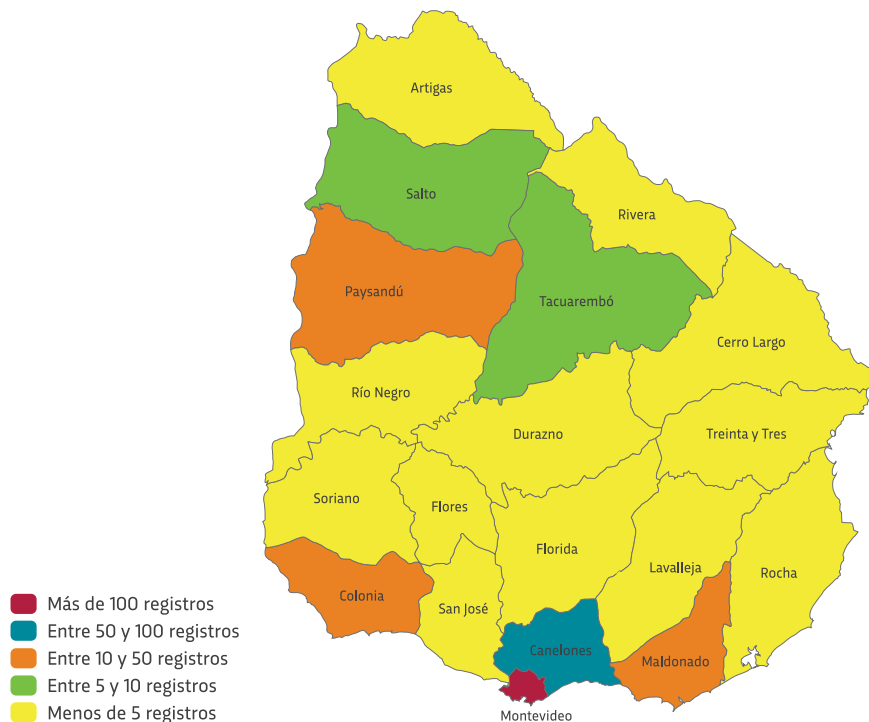 Artigas
Salto
Rivera
Paysandú
Tacuarembó
Cerro Largo
Río Negro
Durazno
Treinta y Tres
Soriano
Flores
Florida
Lavalleja
Rocha
Colonia
San José
Canelones
Maldonado
Montevideo
Más de 100 registros
Entre 50 y 100 registros
Entre 10 y 50 registros
Entre 5 y 10 registros
Menos de 5 registros